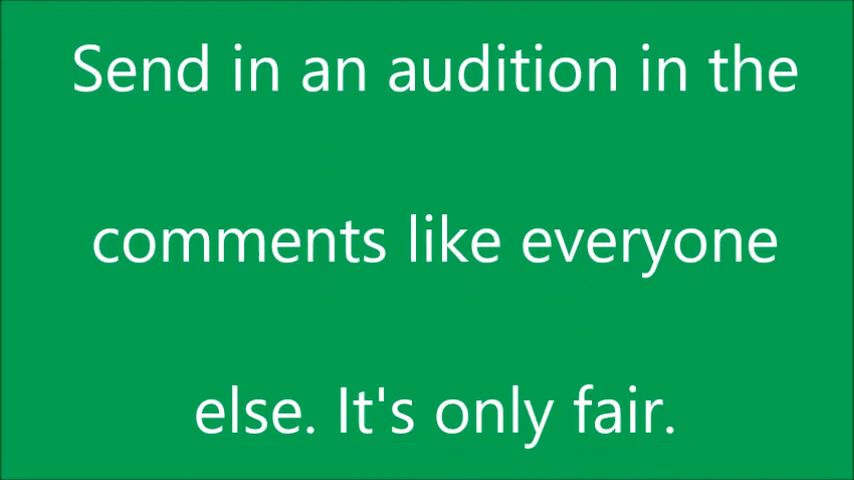 Send in an audition in the
comments like everyone
else. It's only fair.